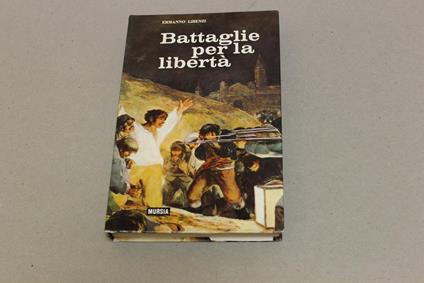 ERMANNO LIBENZI
Battaglie
per la
libertà
MURSIA